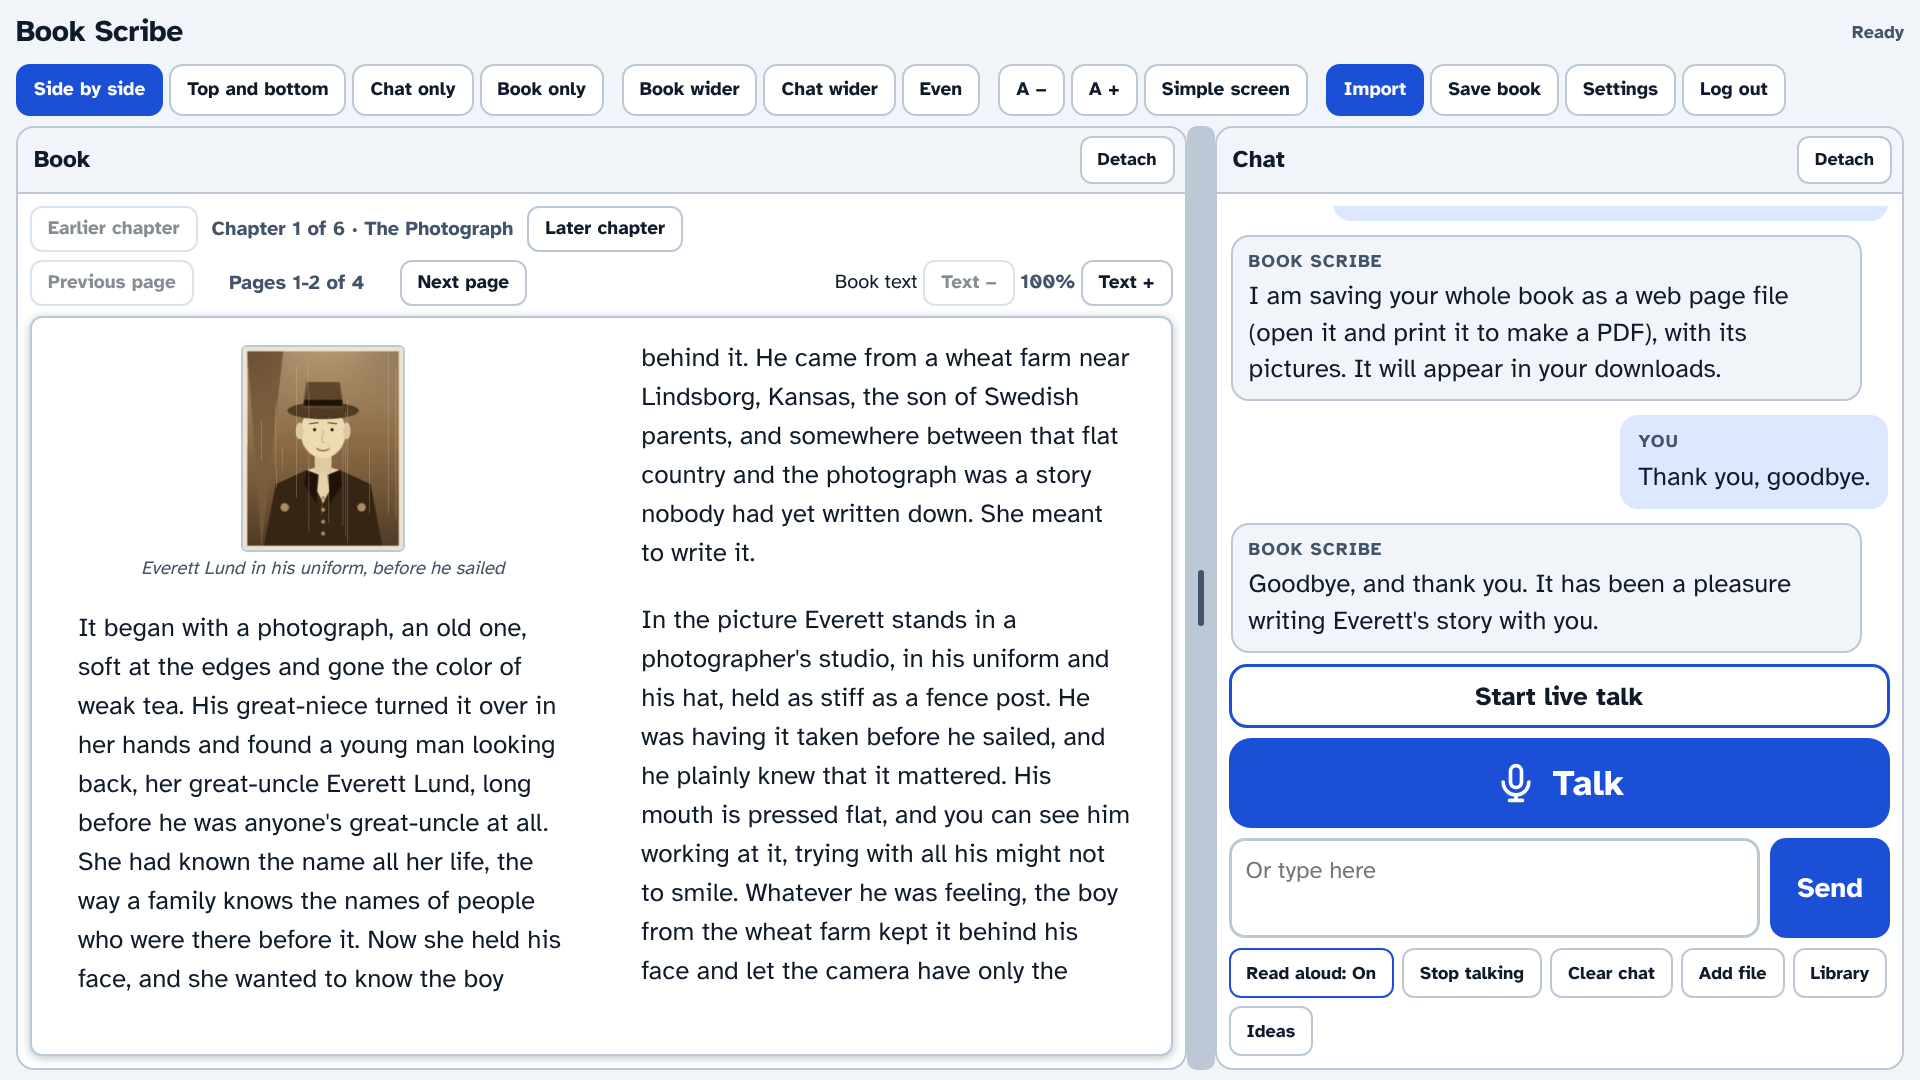 Book Scribe
Ready
Side by side
Top and bottom
Chat only
Book only
Book wider
Chat wider
Even
A −
A +
Simple screen
Import
Save book
Settings
Log out
Book
Detach
Earlier chapter
Chapter 1 of 6 · The Photograph
Later chapter
Previous page
Pages 1-2 of 4
Next page
Book text
Text −
100%
Text +
Everett Lund in his uniform, before he sailed
It began with a photograph, an old one,
soft at the edges and gone the color of
weak tea. His great-niece turned it over in
her hands and found a young man looking
back, her great-uncle Everett Lund, long
before he was anyone's great-uncle at all.
She had known the name all her life, the
way a family knows the names of people
who were there before it. Now she held his
face, and she wanted to know the boy
behind it. He came from a wheat farm near
Lindsborg, Kansas, the son of Swedish
parents, and somewhere between that flat
country and the photograph was a story
nobody had yet written down. She meant
to write it.
In the picture Everett stands in a
photographer's studio, in his uniform and
his hat, held as stiff as a fence post. He
was having it taken before he sailed, and
he plainly knew that it mattered. His
mouth is pressed flat, and you can see him
working at it, trying with all his might not
to smile. Whatever he was feeling, the boy
from the wheat farm kept it behind his
face and let the camera have only the
Chat
Detach
BOOK SCRIBE
I am saving your whole book as a web page file
(open it and print it to make a PDF), with its
pictures. It will appear in your downloads.
YOU
Thank you, goodbye.
BOOK SCRIBE
Goodbye, and thank you. It has been a pleasure
writing Everett's story with you.
Start live talk
Talk
Or type here
Send
Read aloud: On
Stop talking
Clear chat
Add file
Library
Ideas